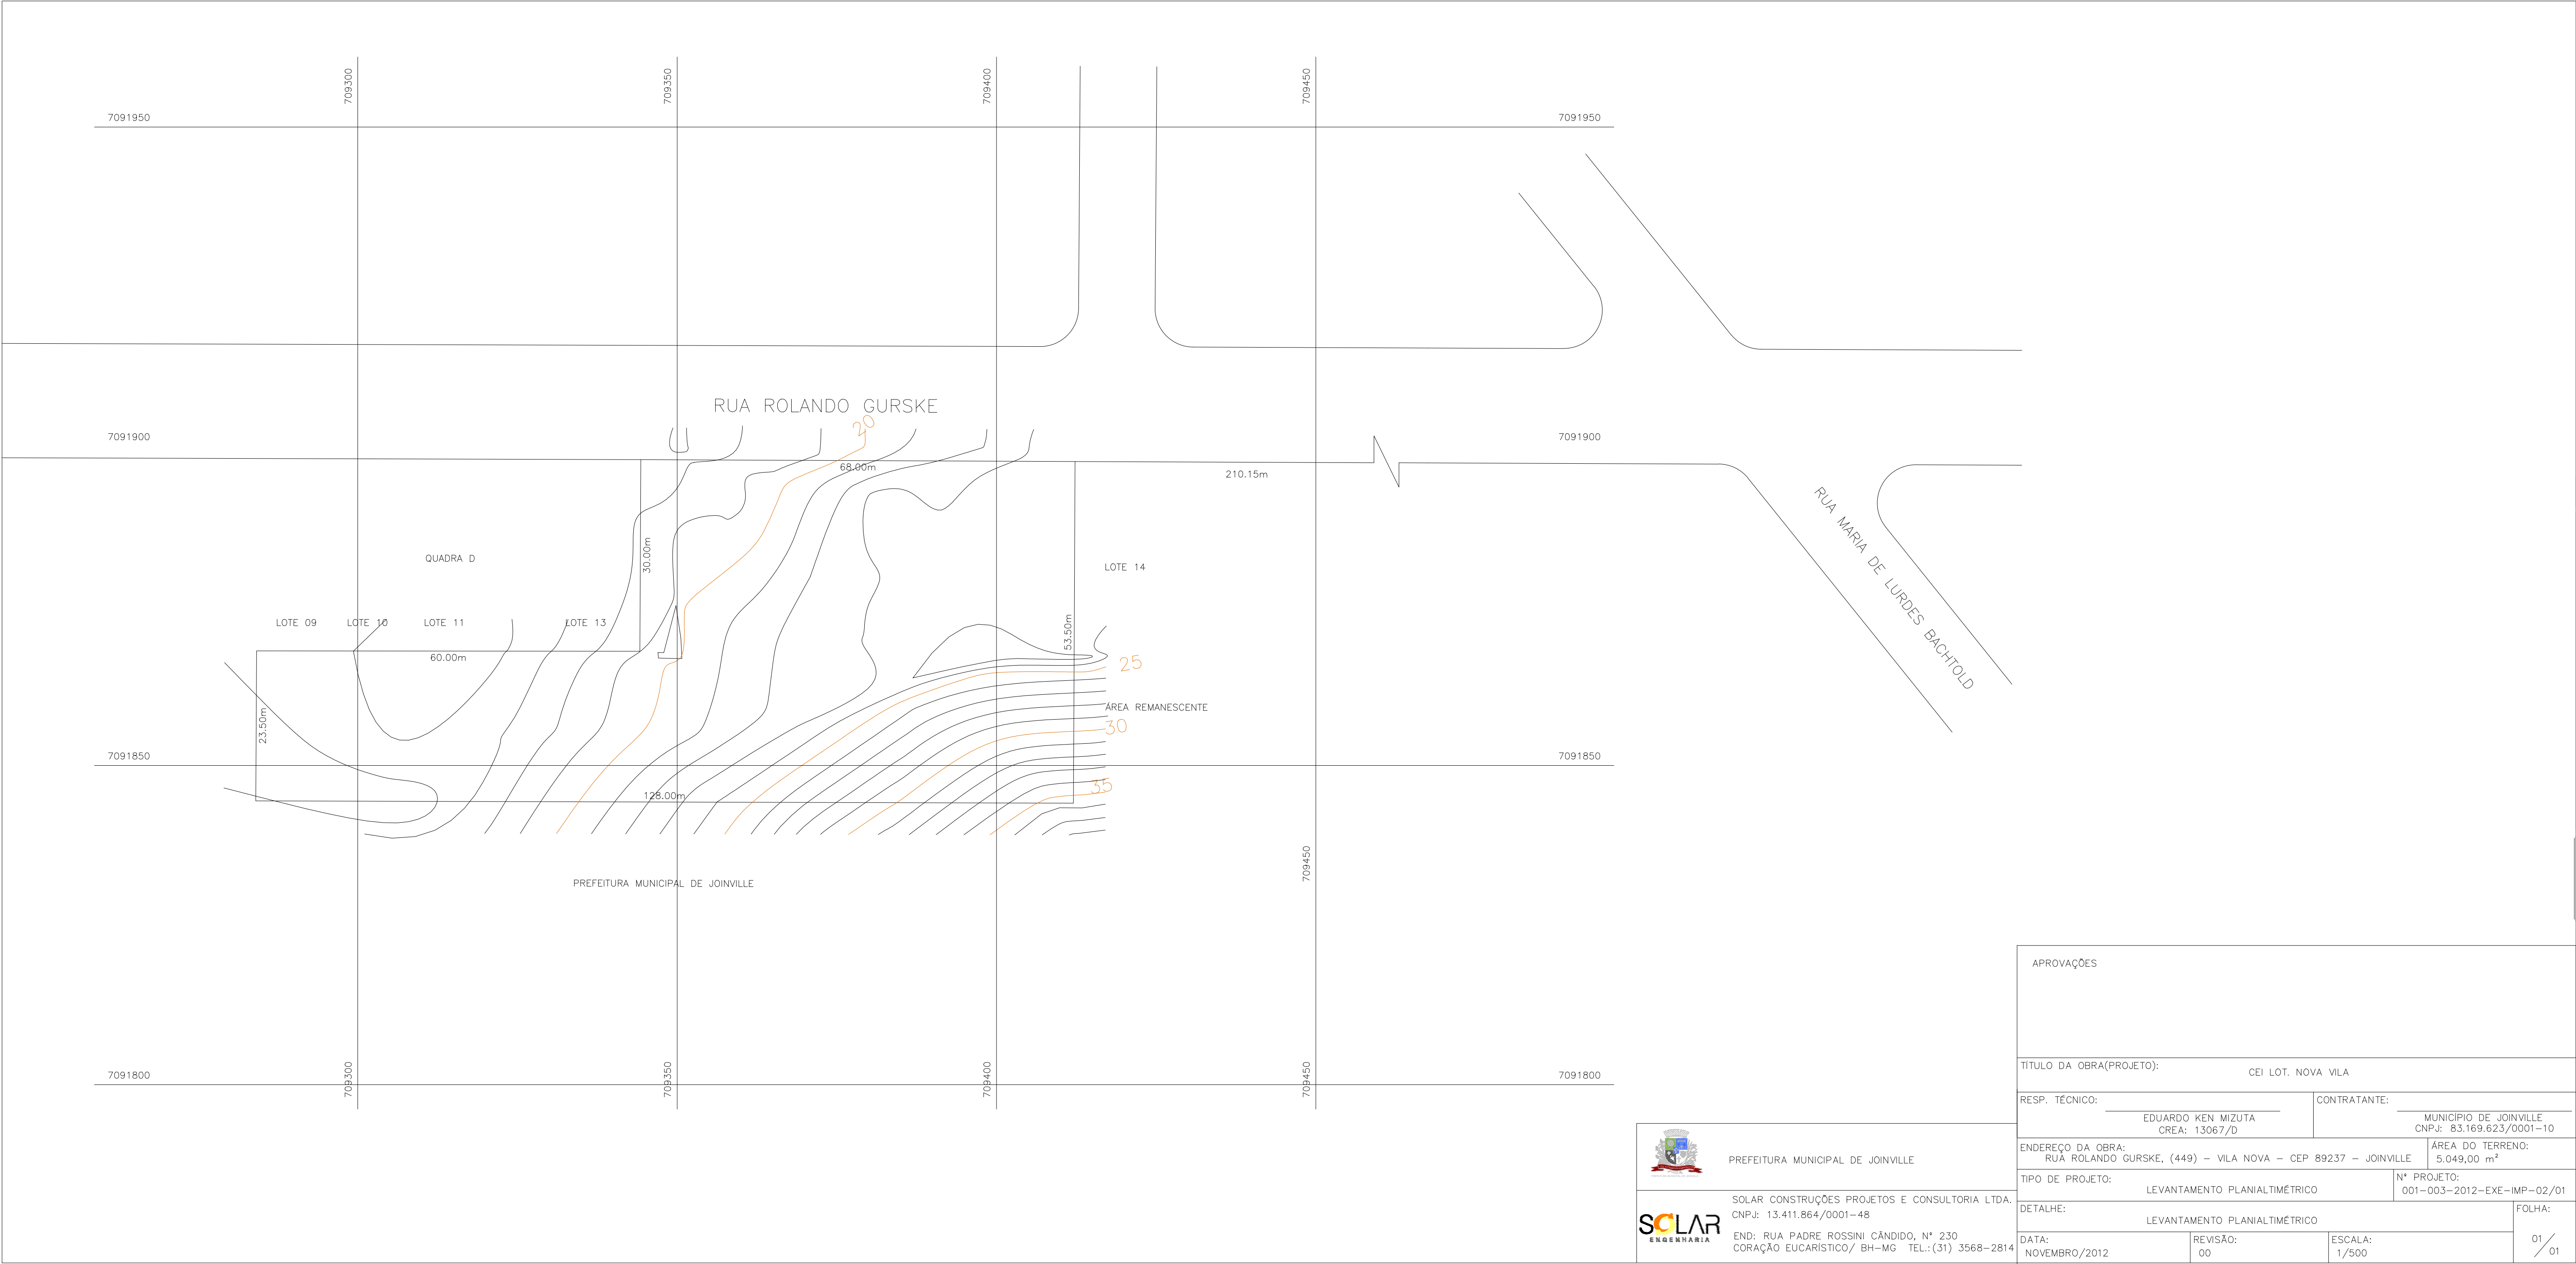 709300
709350
709400
709450
7091950
7091950
RUA ROLANDO GURSKE
20
7091900
7091900
68.00m
210.15m
RUA MARIA DE LURDES BACHTOLD
QUADRA D
30.00m
LOTE 14
LOTE 09
LOTE 10
LOTE 11
LOTE 13
53.50m
60.00m
25
23.50m
ÁREA REMANESCENTE
30
7091850
7091850
35
128.00m
709450
PREFEITURA MUNICIPAL DE JOINVILLE
7091800
7091800
709300
709350
709400
709450
APROVAÇÕES
TÍTULO DA OBRA(PROJETO):
CEI LOT. NOVA VILA
RESP. TÉCNICO:
EDUARDO KEN MIZUTA
CREA: 13067/D
CONTRATANTE:
MUNICÍPIO DE JOINVILLE
CNPJ: 83.169.623/0001-10
ENDEREÇO DA OBRA:
RUA ROLANDO GURSKE, (449) - VILA NOVA - CEP 89237 - JOINVILLE
ÁREA DO TERRENO:
5.049,00 m²
TIPO DE PROJETO:
LEVANTAMENTO PLANIALTIMÉTRICO
N° PROJETO:
001-003-2012-EXE-IMP-02/01
DETALHE:
LEVANTAMENTO PLANIALTIMÉTRICO
FOLHA:
01/01
DATA:
NOVEMBRO/2012
REVISÃO:
00
ESCALA:
1/500
PREFEITURA MUNICIPAL DE JOINVILLE
SOLAR
ENGENHARIA
SOLAR CONSTRUÇÕES PROJETOS E CONSULTORIA LTDA.
CNPJ: 13.411.864/0001-48
END: RUA PADRE ROSSINI CÂNDIDO, N° 230
CORAÇÃO EUCARÍSTICO/ BH-MG TEL.:(31) 3568-2814